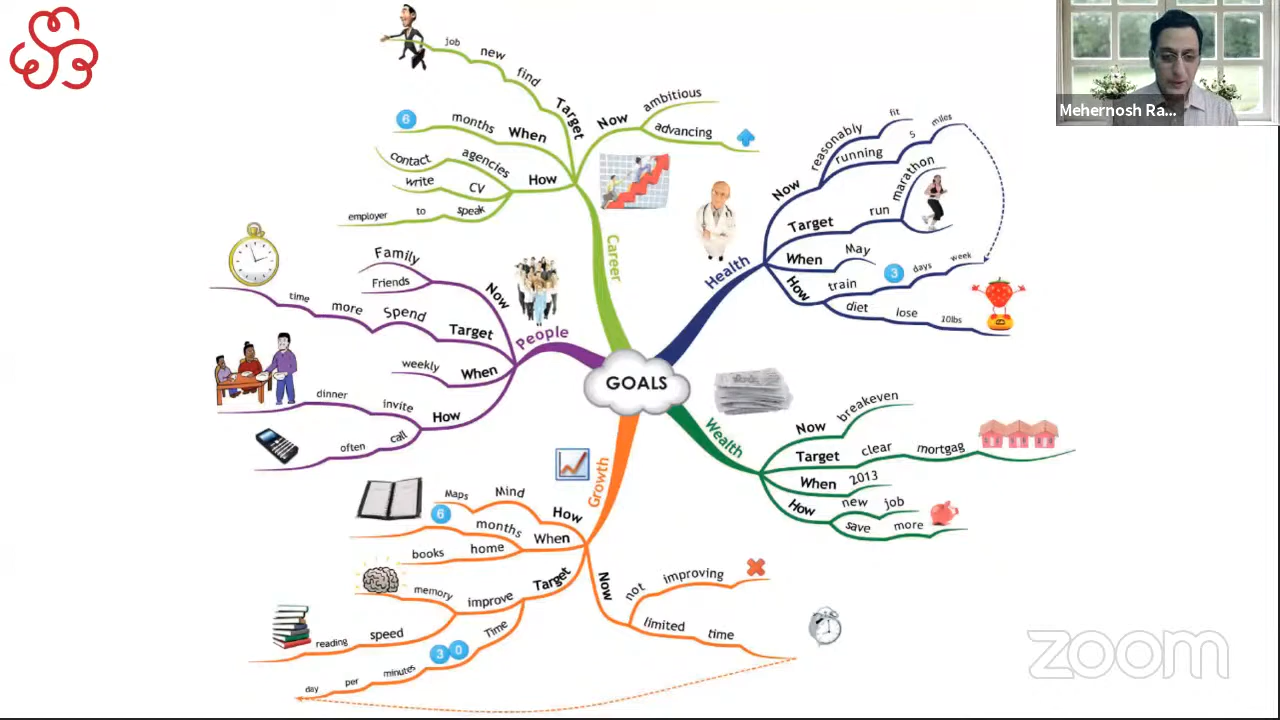 Mehernosh Ra...
GOALS
Career
Target
find
new
job
When
months
6
How
agencies
contact
CV
write
speak
to
employer
Now
ambitious
advancing
Health
Now
reasonably
fit
running
5
miles
Target
run
marathon
When
May
How
train
3
days
week
diet
lose
10lbs
Wealth
Now
breakeven
Target
clear
mortgag
When
2013
How
new
job
save
more
Growth
How
Mind
Maps
When
months
6
home
books
Target
improve
memory
speed
reading
Time
30
minutes
per
day
Now
not
improving
limited
time
People
Now
Family
Friends
Target
Spend
more
time
When
weekly
How
invite
dinner
call
often
zoom